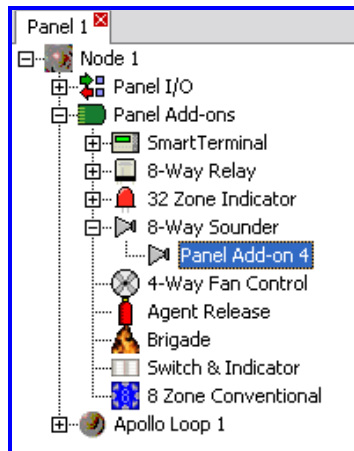 Panel 1
Node 1
Panel I/O
Panel Add-ons
SmartTerminal
8-Way Relay
32 Zone Indicator
8-Way Sounder
Panel Add-on 4
4-Way Fan Control
Agent Release
Brigade
Switch & Indicator
8 Zone Conventional
Apollo Loop 1